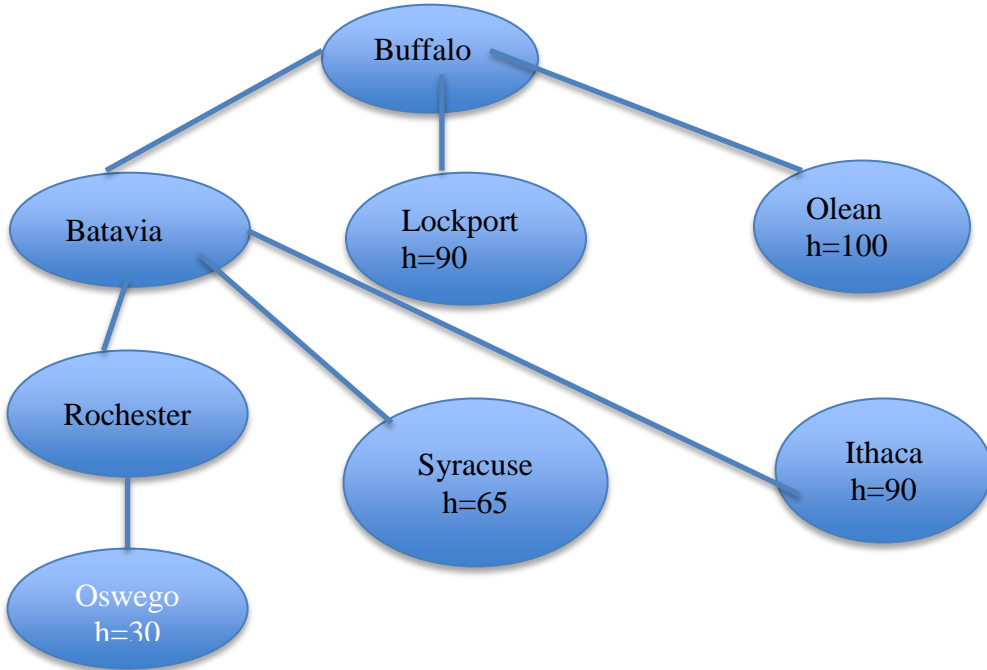 Buffalo
Batavia
Lockport
h=90
Olean
h=100
Rochester
Syracuse
h=65
Ithaca
h=90
Oswego
h=30